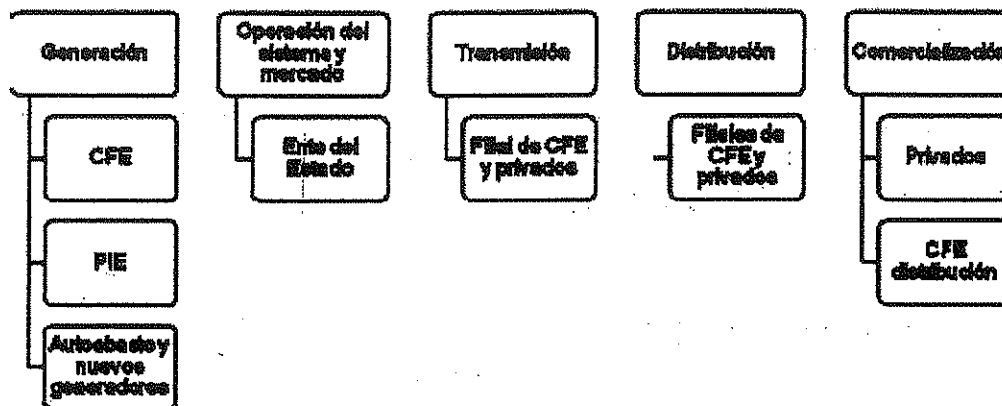 Generación
CFE
PIE
Autoabasto y
nuevos
generadores
Operación del
sistema y
mercado
Ente del
Estado
Transmisión
Filial de CFE
y privados
Distribución
Filiales de
CFE y
privados
Comercialización
Privados
CFE
distribución